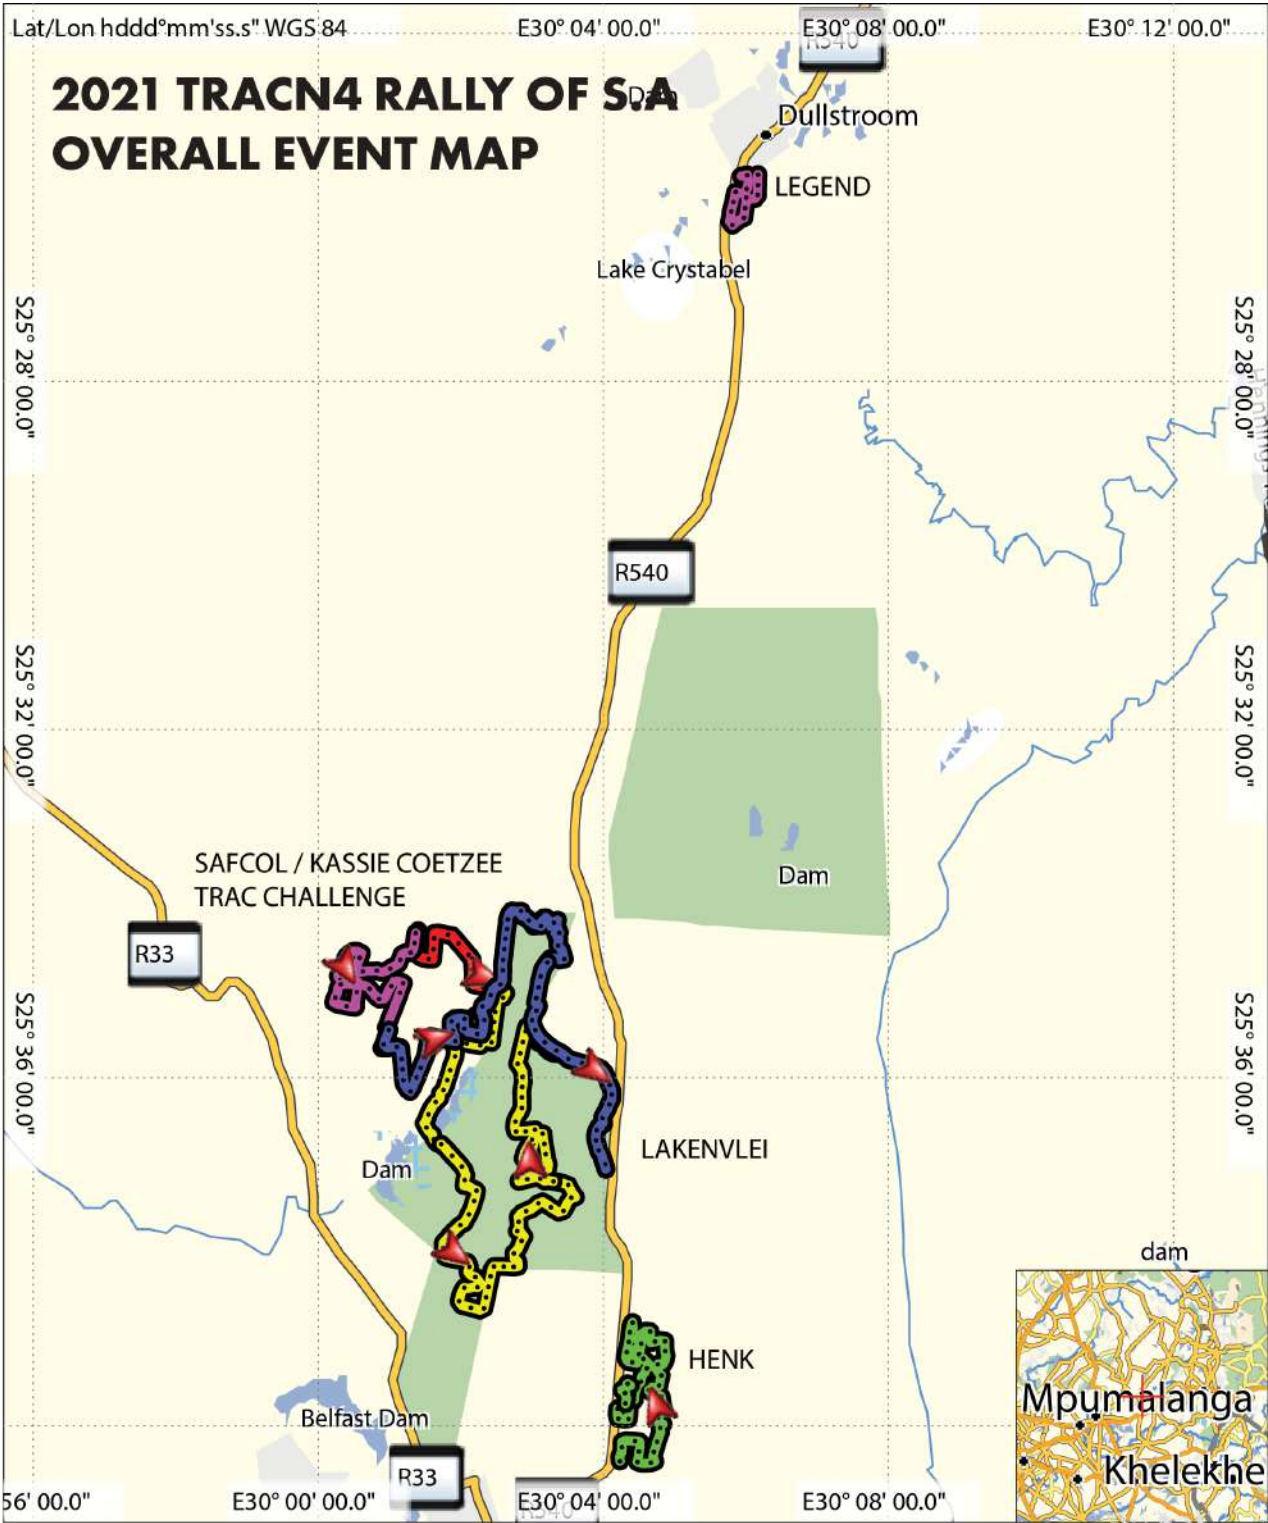 Lat/Lon hddd°mm'ss.s" WGS 84
E30° 04' 00.0"
E30° 08' 00.0"
E30° 12' 00.0"
R540
2021 TRACN4 RALLY OF S.A
OVERALL EVENT MAP
Dam
Dullstroom
LEGEND
Lake Crystabel
S25° 28' 00.0"
S25° 28' 00.0"
R540
S25° 32' 00.0"
S25° 32' 00.0"
SAFCOL / KASSIE COETZEE
TRAC CHALLENGE
Dam
R33
S25° 36' 00.0"
S25° 36' 00.0"
LAKENVLEI
Dam
dam
HENK
Mpumalanga
Belfast Dam
Khelekhe
R33
56' 00.0"
E30° 00' 00.0"
E30° 04' 00.0"
E30° 08' 00.0"
R540